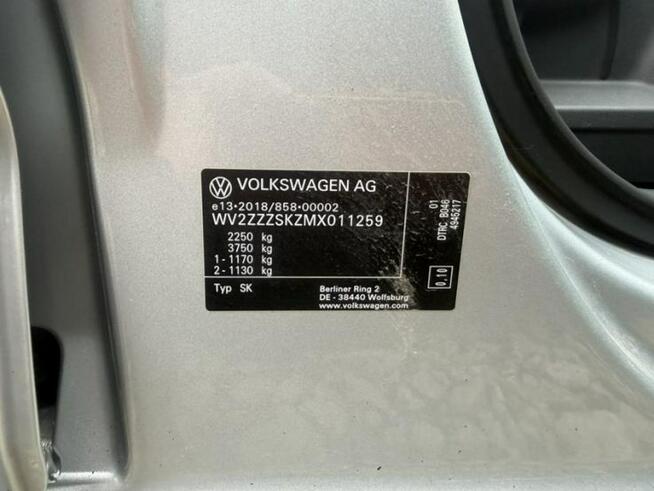 VOLKSWAGEN AG
e13*2018/858*00002
WV2ZZZSKZMX011259
2250 kg
3750 kg
1 - 1170 kg
2 - 1130 kg
Typ SK
Berliner Ring 2
DE - 38440 Wolfsburg
www.volkswagen.com
01
DTRC B046
4945217
0.10